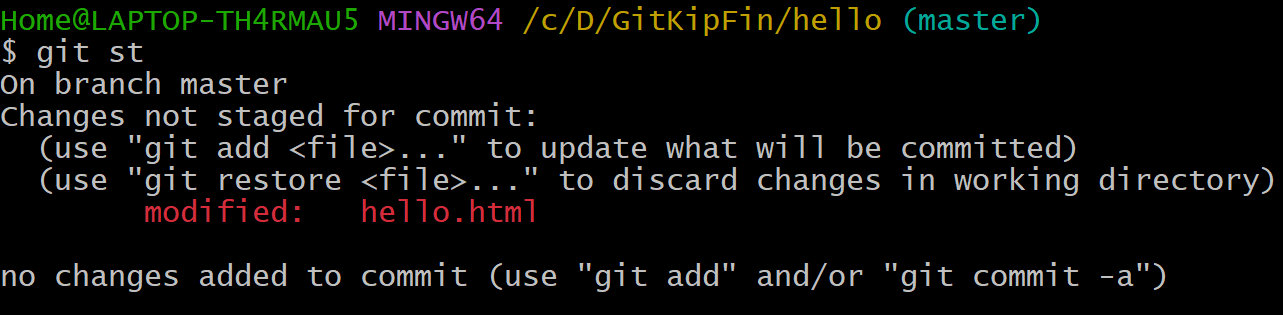 Home@LAPTOP-TH4RMAU5 MINGW64 /c/D/GitKipFin/hello (master)
$ git st
On branch master
Changes not staged for commit:
  (use "git add <file>..." to update what will be committed)
  (use "git restore <file>..." to discard changes in working directory)
        modified:   hello.html

no changes added to commit (use "git add" and/or "git commit -a")